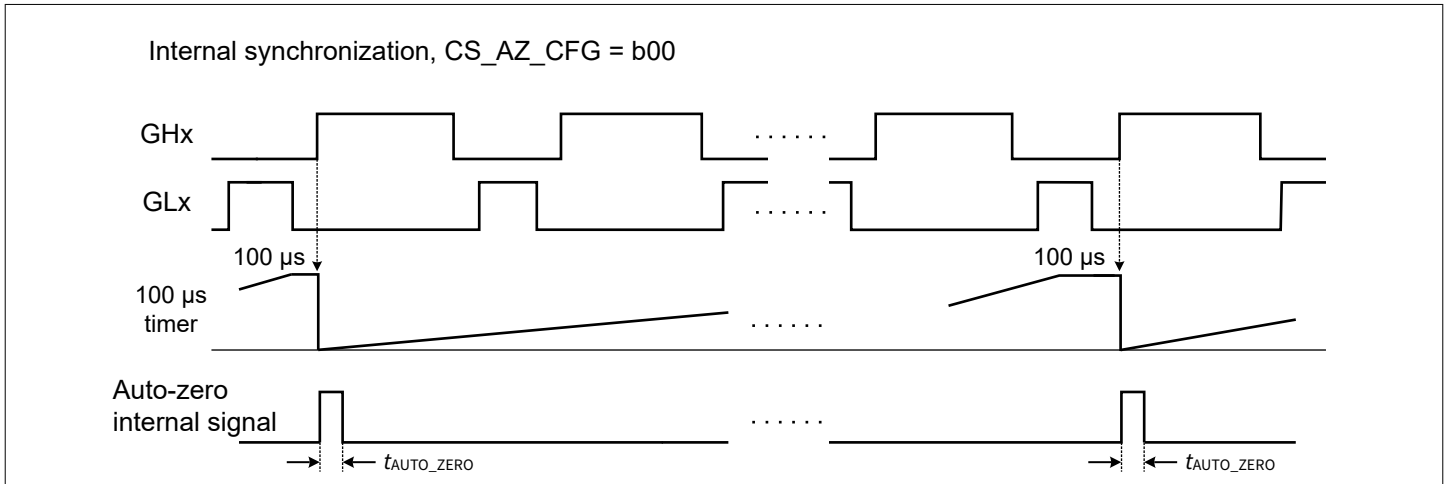 Internal synchronization, CS_AZ_CFG = b00
GHx
. . . . . .
GLx
. . . . . .
100 µs
100 µs
100 µs
timer
. . . . . .
Auto-zero
internal signal
. . . . . .
tAUTO_ZERO
tAUTO_ZERO